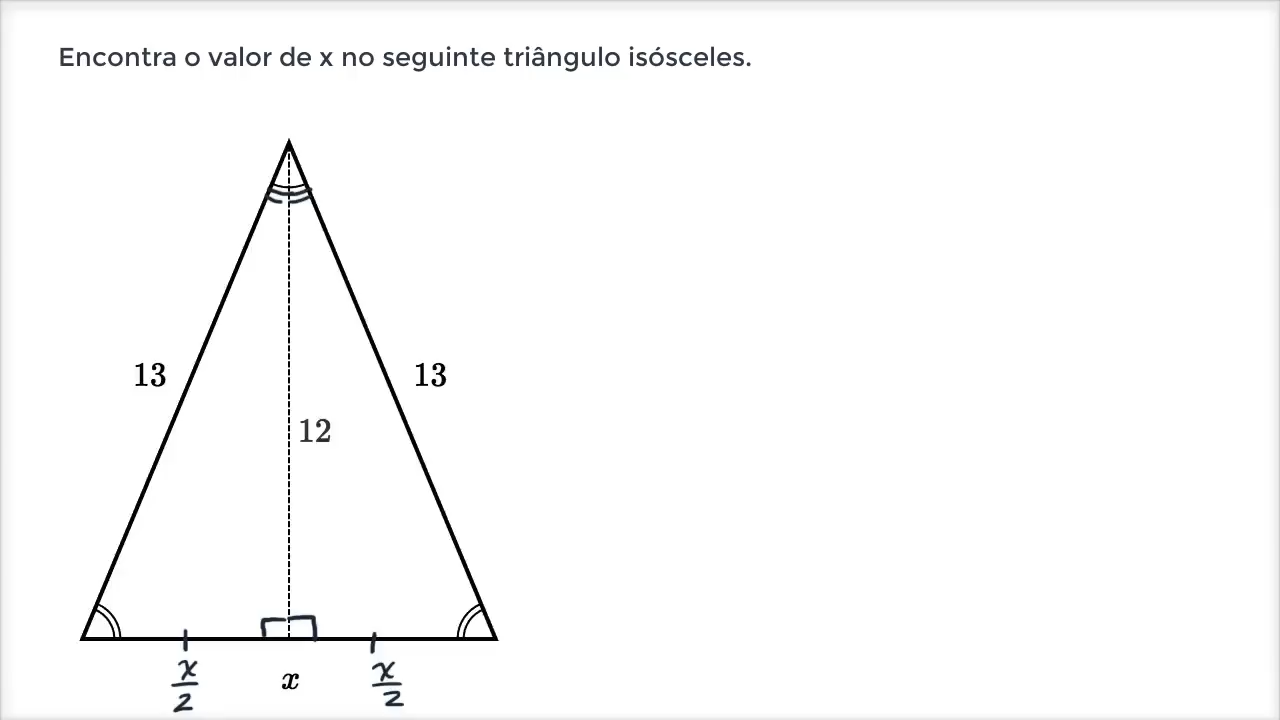 Encontra o valor de x no seguinte triângulo isósceles.
13
13
12
x/2
x
x/2